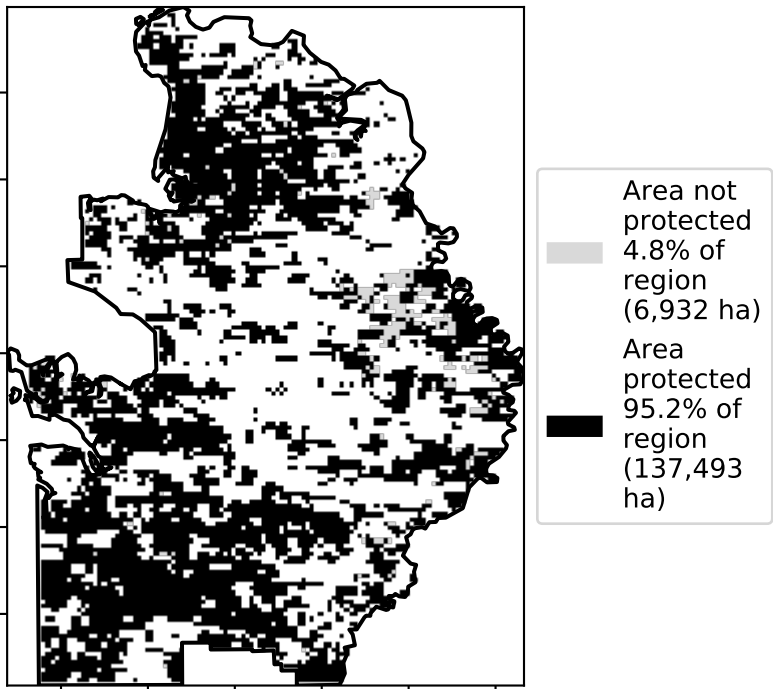 Area not
protected
4.8% of
region
(6,932 ha)
Area
protected
95.2% of
region
(137,493
ha)